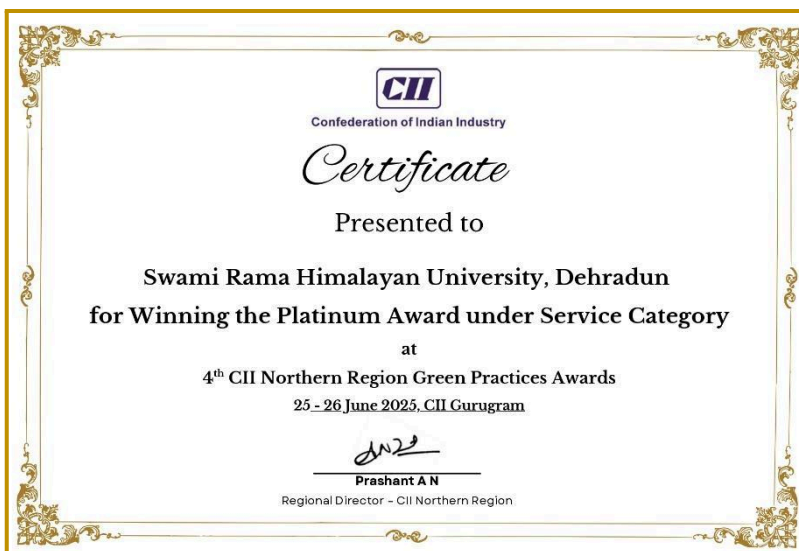 CII
Confederation of Indian Industry
Certificate
Presented to
Swami Rama Himalayan University, Dehradun
for Winning the Platinum Award under Service Category
at
4th CII Northern Region Green Practices Awards
25 - 26 June 2025, CII Gurugram
Prashant A N
Regional Director - CII Northern Region